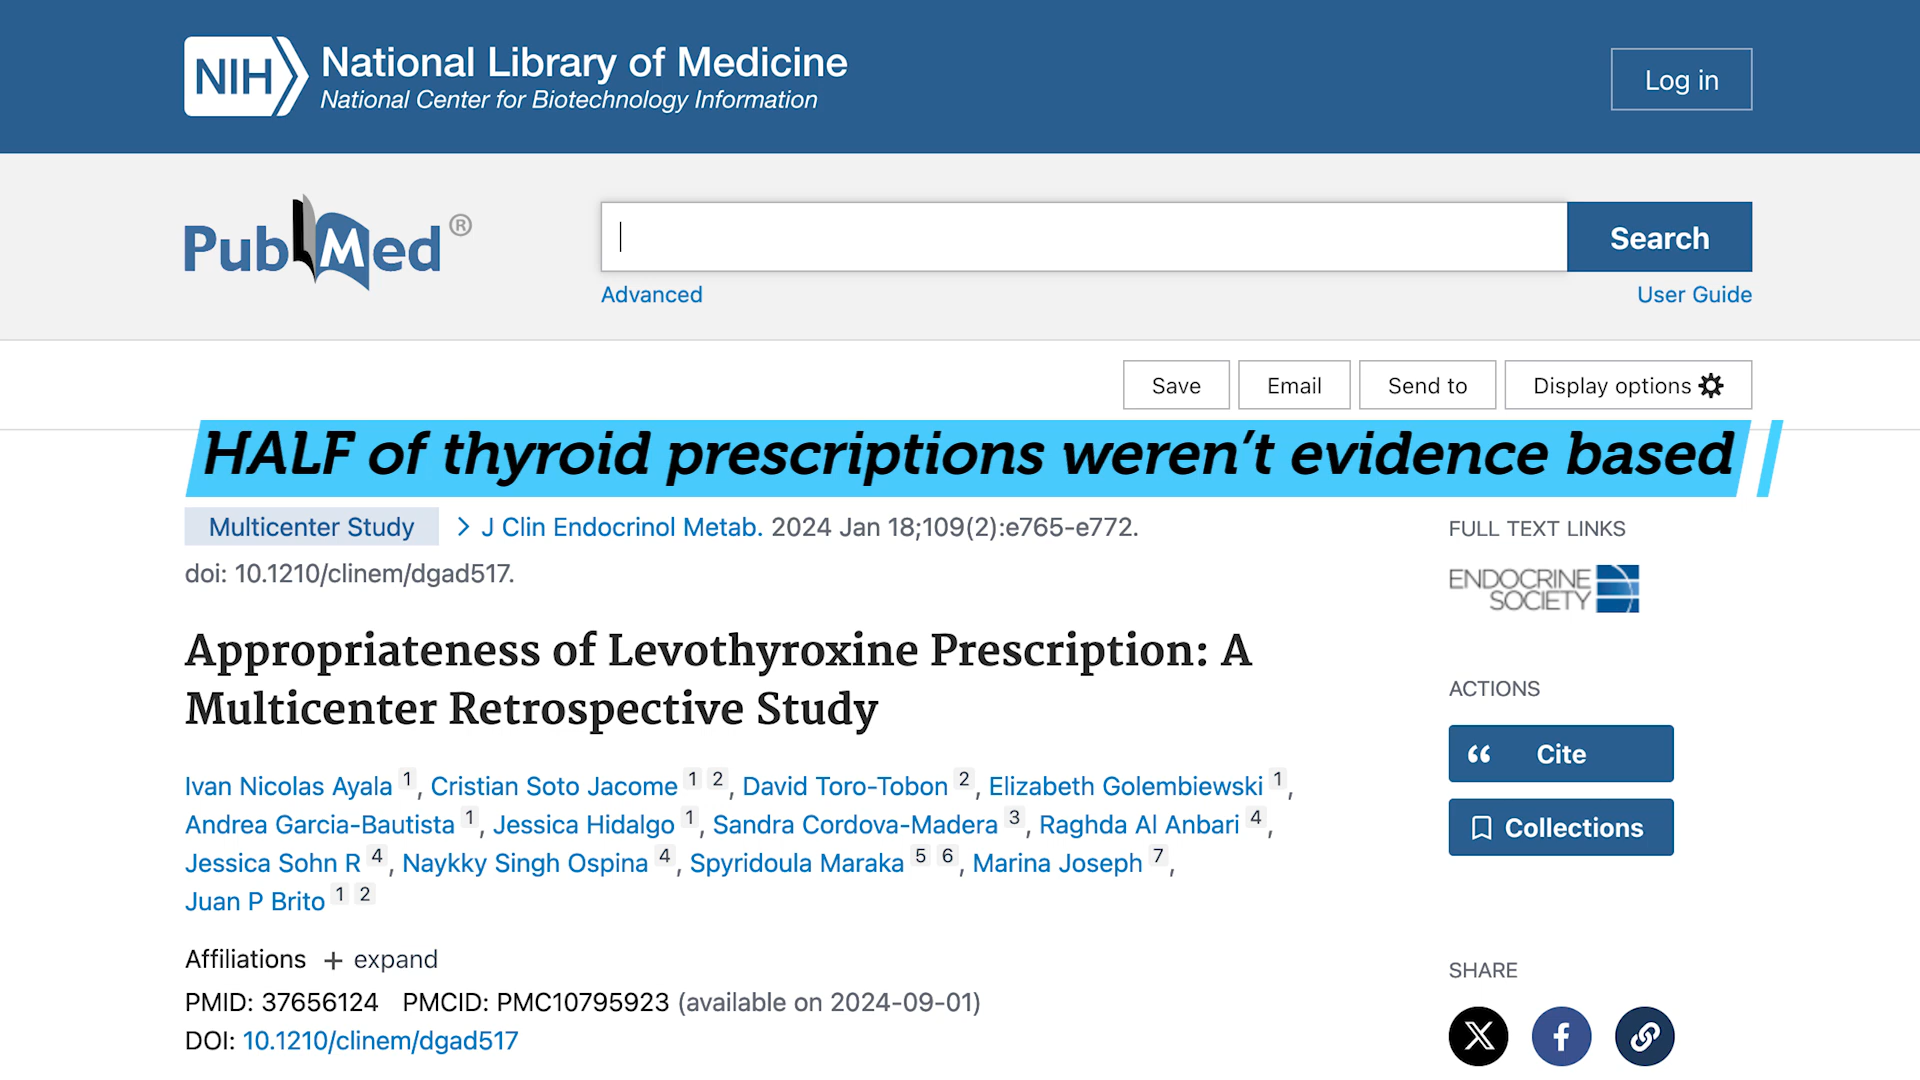 NIH National Library of Medicine
National Center for Biotechnology Information
Log in
PubMed®
Search
Advanced
User Guide
Save
Email
Send to
Display options
HALF of thyroid prescriptions weren't evidence based
Multicenter Study > J Clin Endocrinol Metab. 2024 Jan 18;109(2):e765-e772.
doi: 10.1210/clinem/dgad517.
Appropriateness of Levothyroxine Prescription: A
Multicenter Retrospective Study
Ivan Nicolas Ayala 1, Cristian Soto Jacome 1 2, David Toro-Tobon 2, Elizabeth Golembiewski 1,
Andrea Garcia-Bautista 1, Jessica Hidalgo 1, Sandra Cordova-Madera 3, Raghda Al Anbari 4,
Jessica Sohn R 4, Naykky Singh Ospina 4, Spyridoula Maraka 5 6, Marina Joseph 7,
Juan P Brito 1 2
Affiliations + expand
PMID: 37656124 PMCID: PMC10795923 (available on 2024-09-01)
DOI: 10.1210/clinem/dgad517
FULL TEXT LINKS
ENDOCRINE
SOCIETY
ACTIONS
Cite
Collections
SHARE